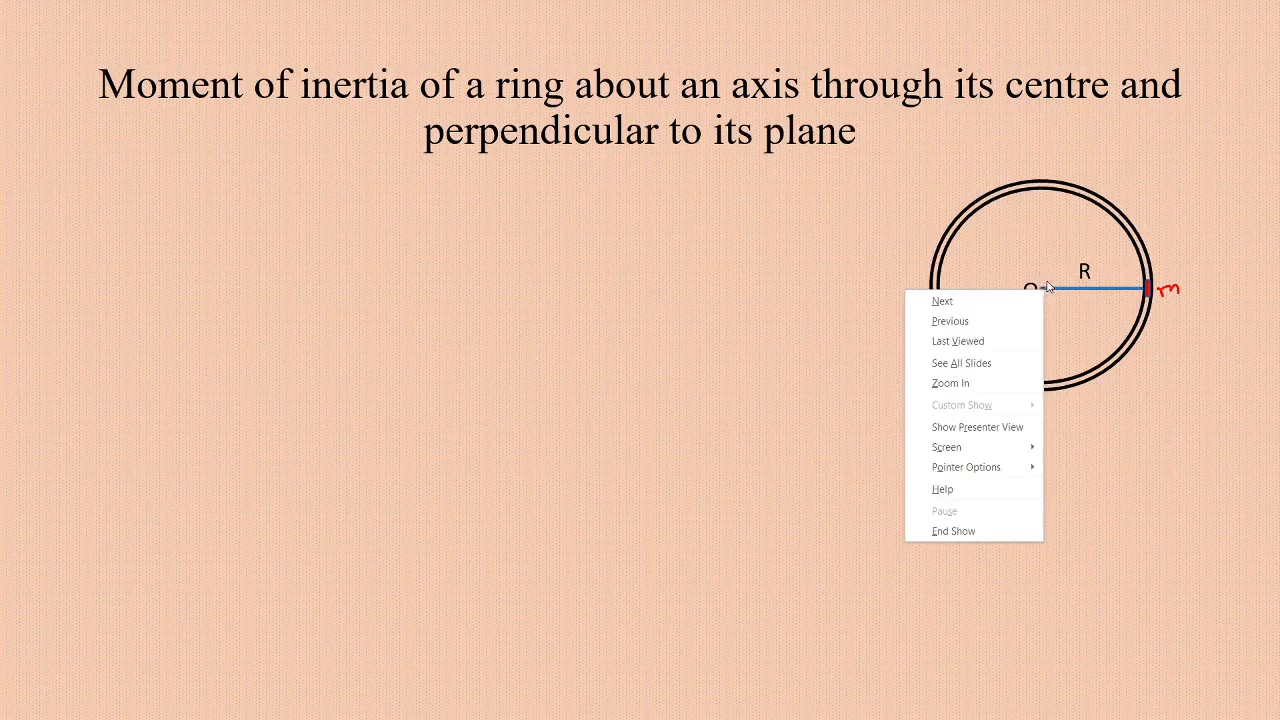 Moment of inertia of a ring about an axis through its centre and
perpendicular to its plane
R
m
Next
Previous
Last Viewed
See All Slides
Zoom In
Custom Show
Show Presenter View
Screen
Pointer Options
Help
Pause
End Show